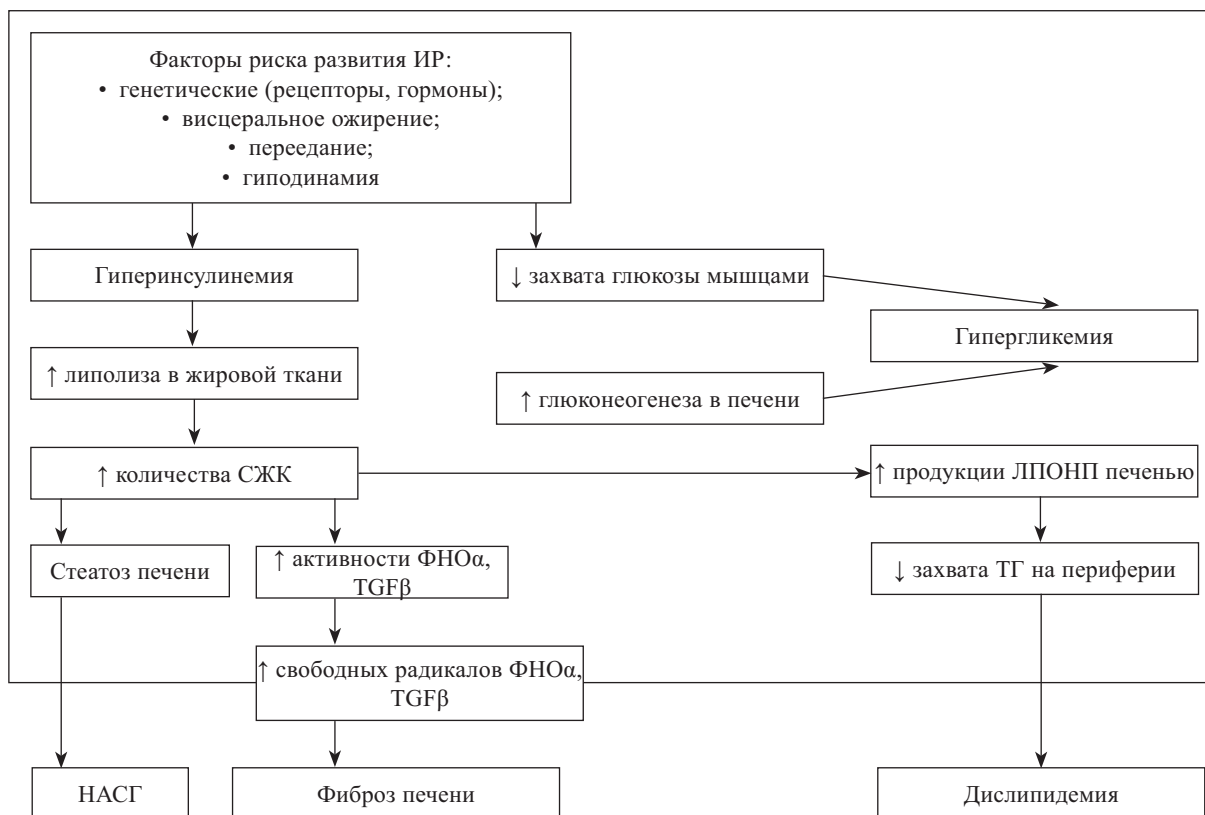 Факторы риска развития ИР:
• генетические (рецепторы, гормоны);
• висцеральное ожирение;
• переедание;
• гиподинамия
Гиперинсулинемия
↓ захвата глюкозы мышцами
Гипергликемия
↑ липолиза в жировой ткани
↑ глюконеогенеза в печени
↑ количества СЖК
↑ продукции ЛПОНП печенью
Стеатоз печени
↑ активности ФНОα,
TGFβ
↓ захвата ТГ на периферии
↑ свободных радикалов ФНОα,
TGFβ
НАСГ
Фиброз печени
Дислипидемия